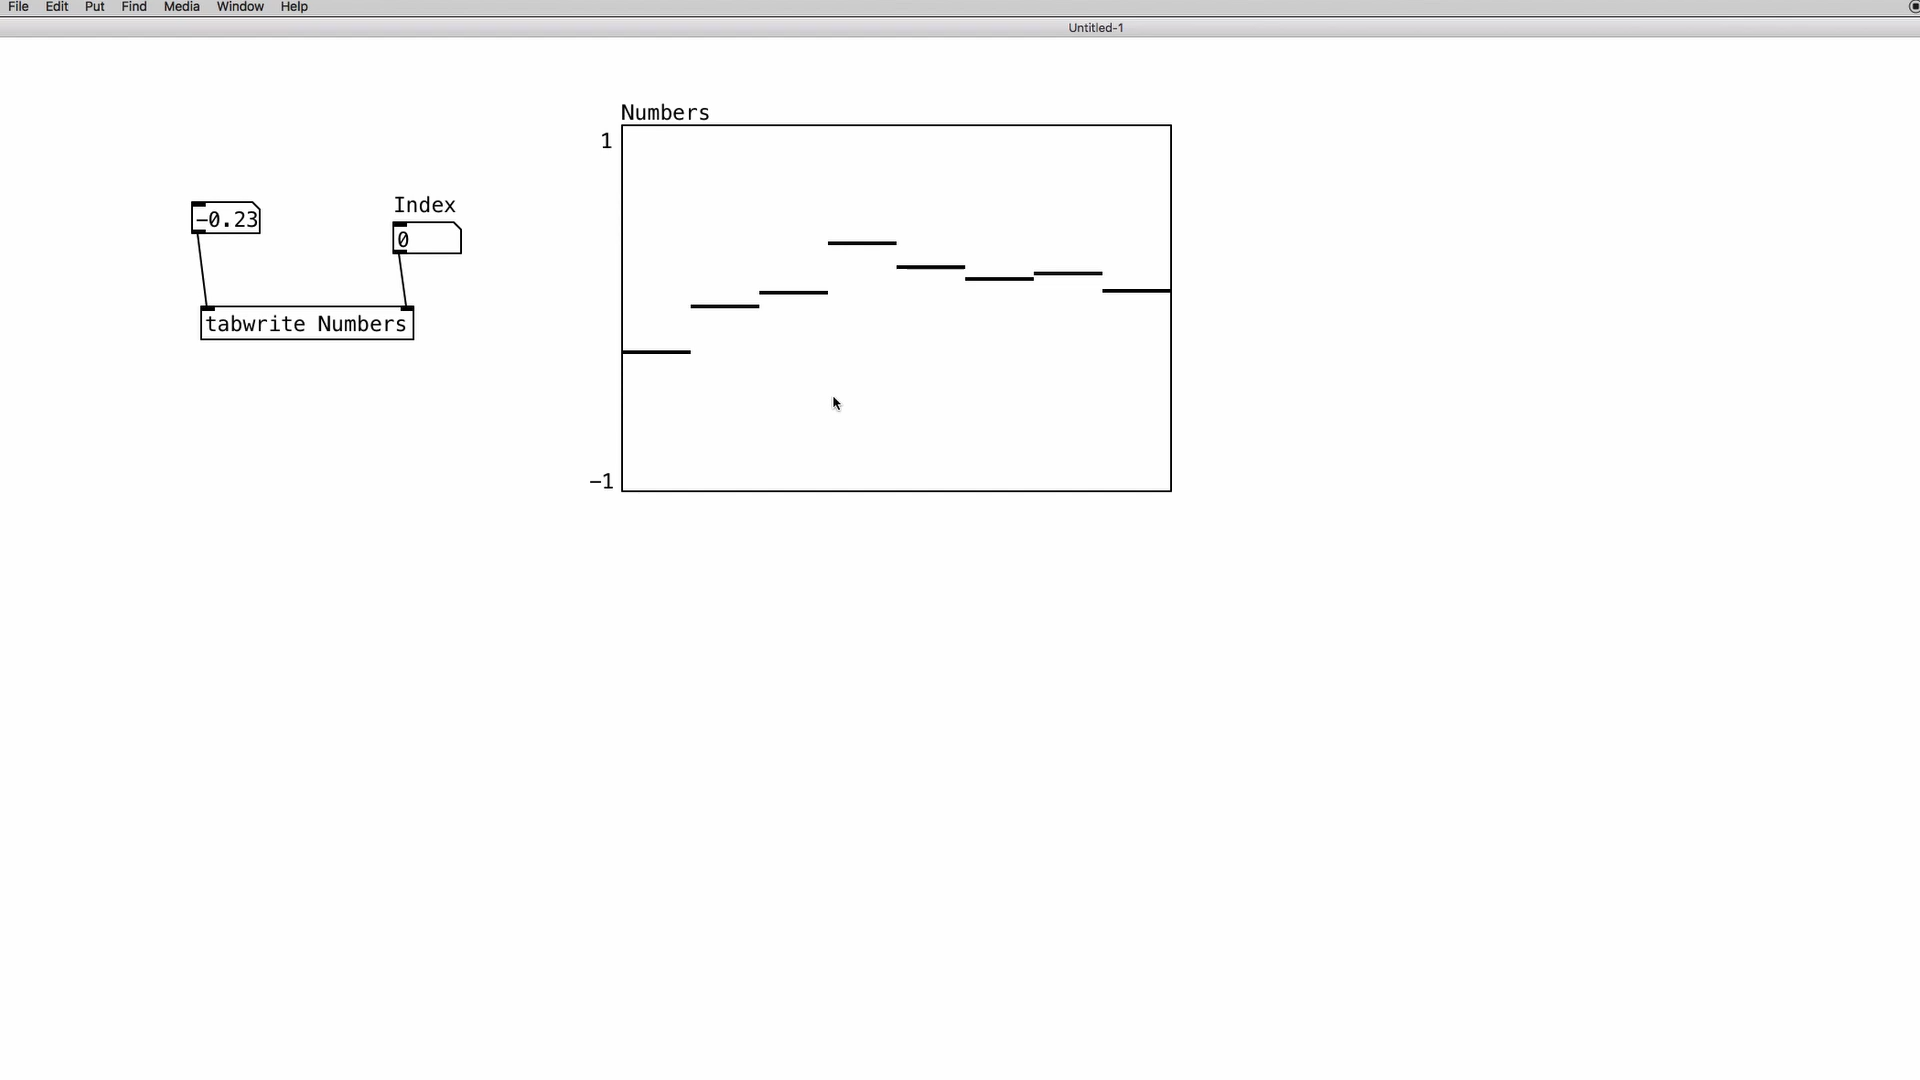 File Edit Put Find Media Window Help
Untitled-1
Numbers
1
Index
−0.23
0
tabwrite Numbers
−1